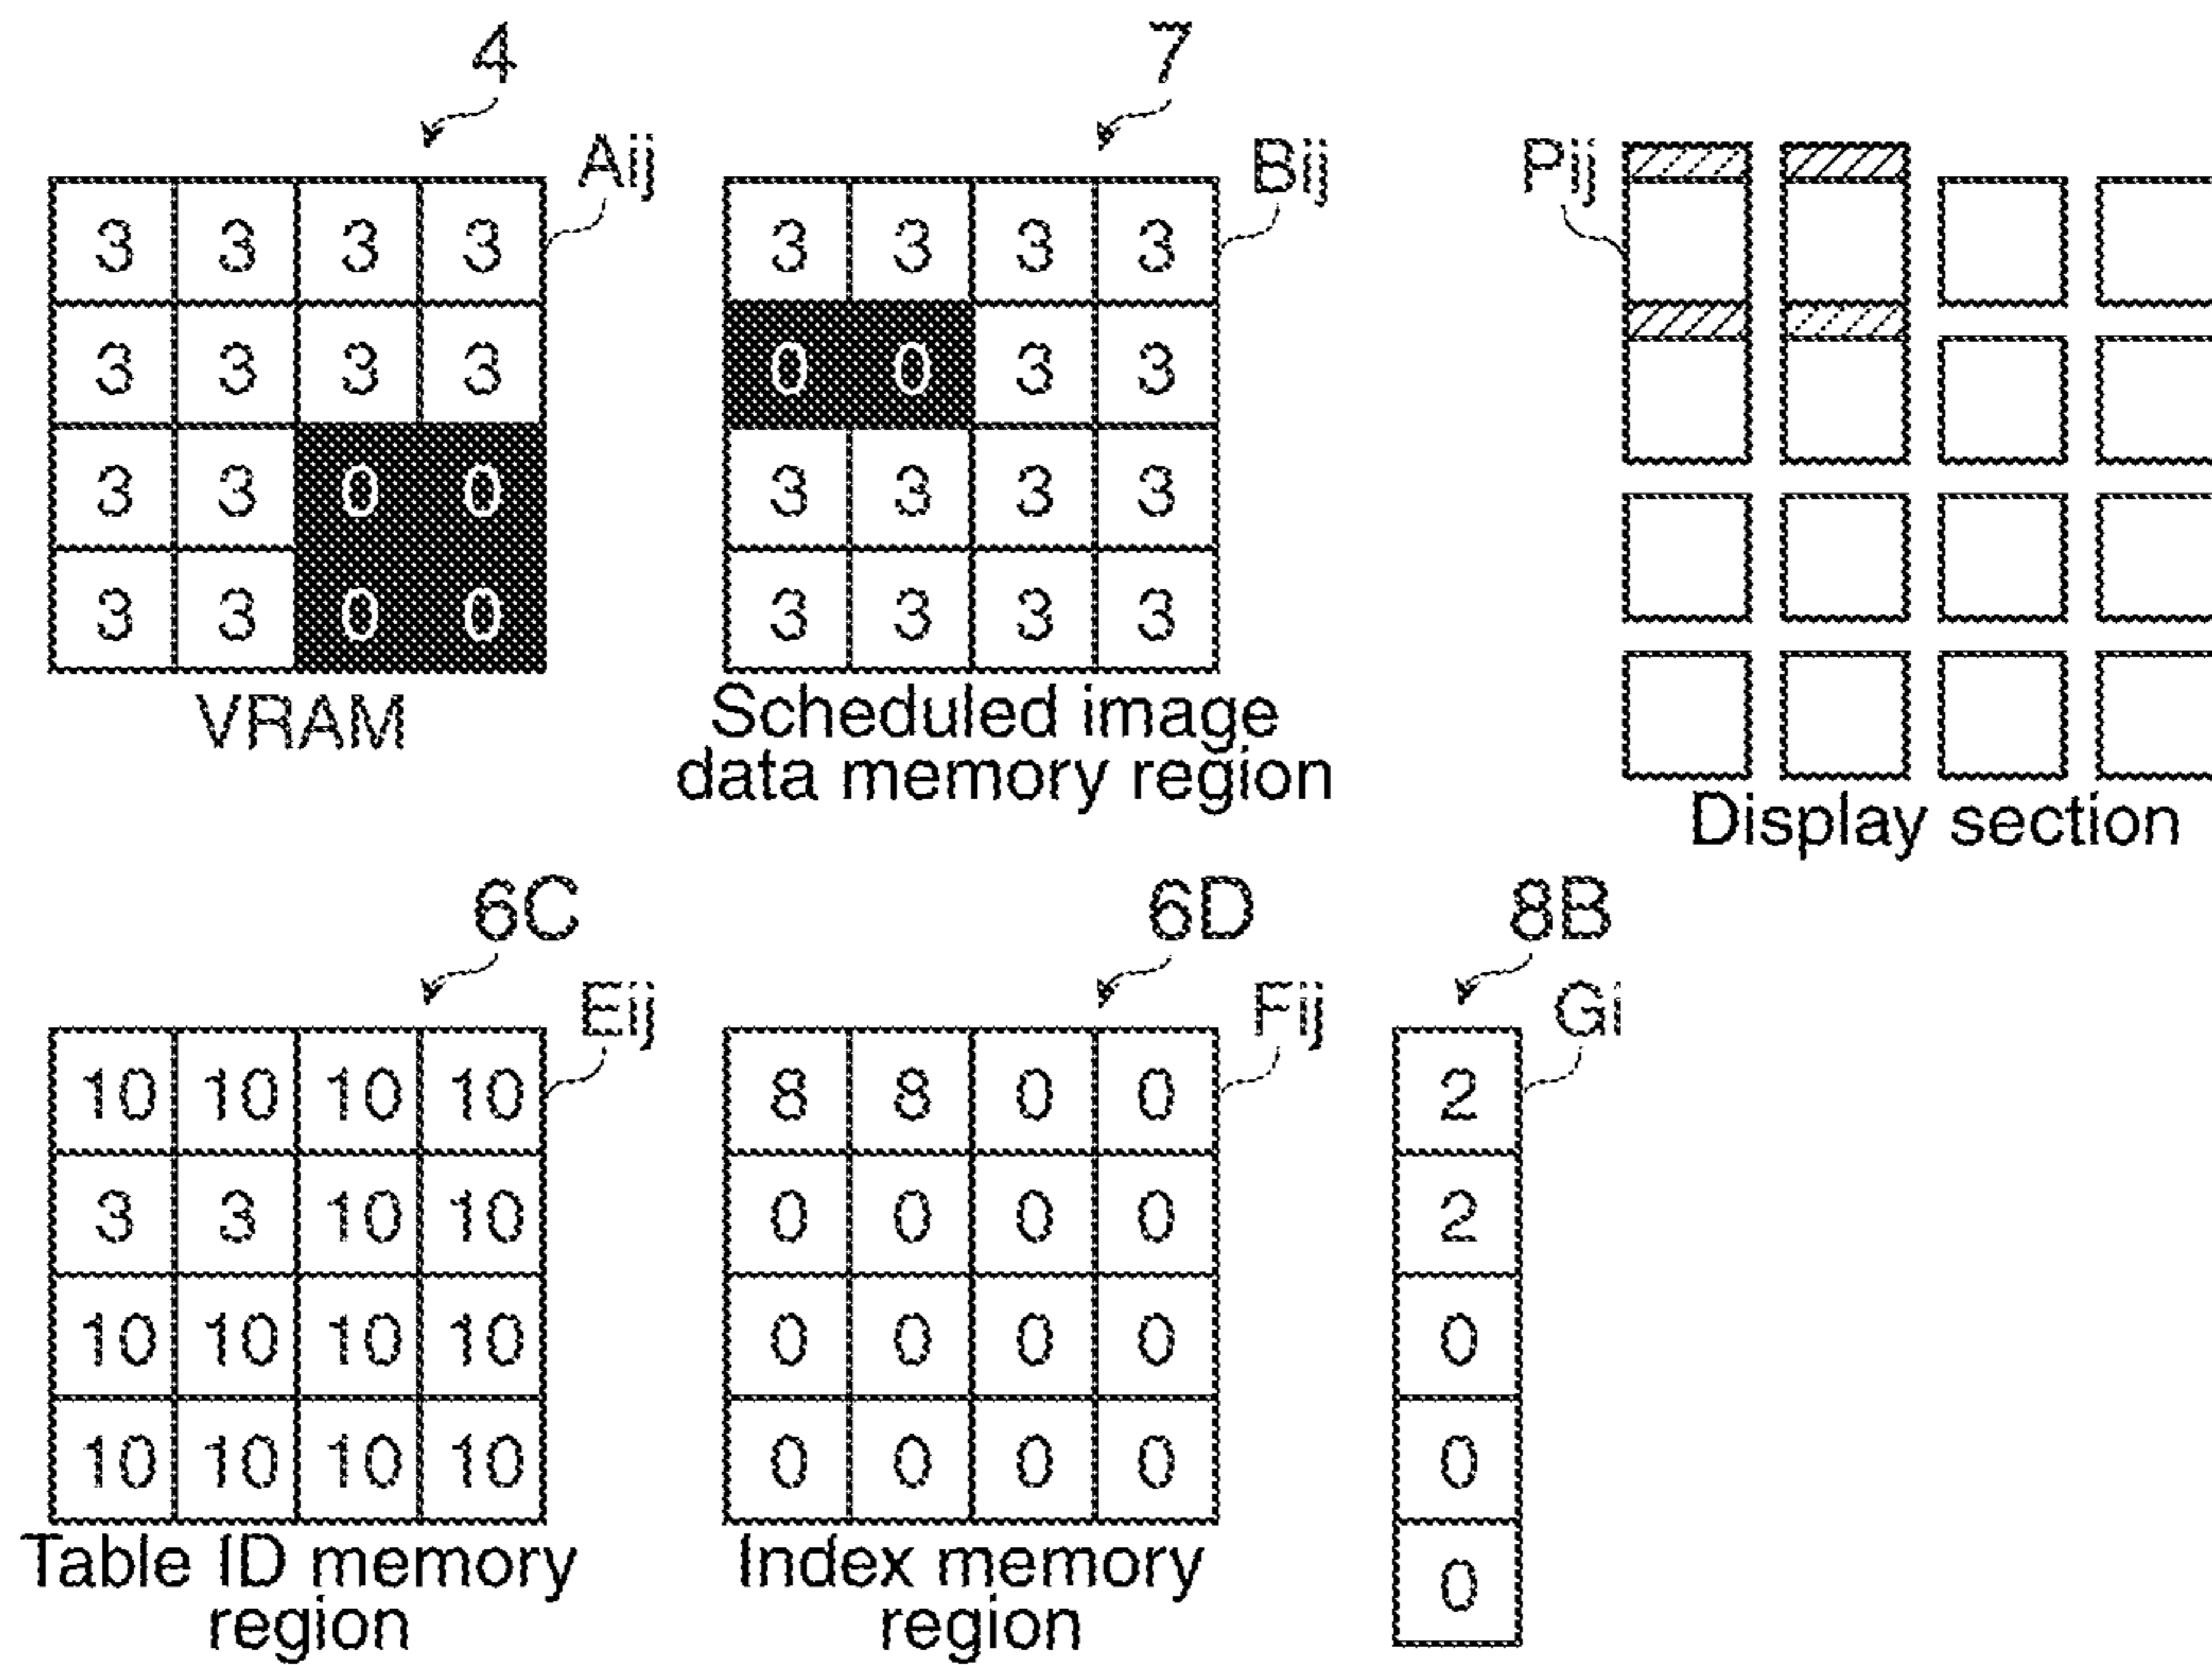 4
7
Aij
Bij
Pij
3 3 3 3
3 3 3 3
3 3 0 0
3 3 0 0
VRAM
3 3 3 3
0 0 3 3
3 3 3 3
3 3 3 3
Scheduled image
data memory region
Display section
6C
6D
8B
Eij
Fij
Gi
10 10 10 10
3 3 10 10
10 10 10 10
10 10 10 10
Table ID memory
region
8 8 0 0
0 0 0 0
0 0 0 0
0 0 0 0
Index memory
region
2
2
0
0
0